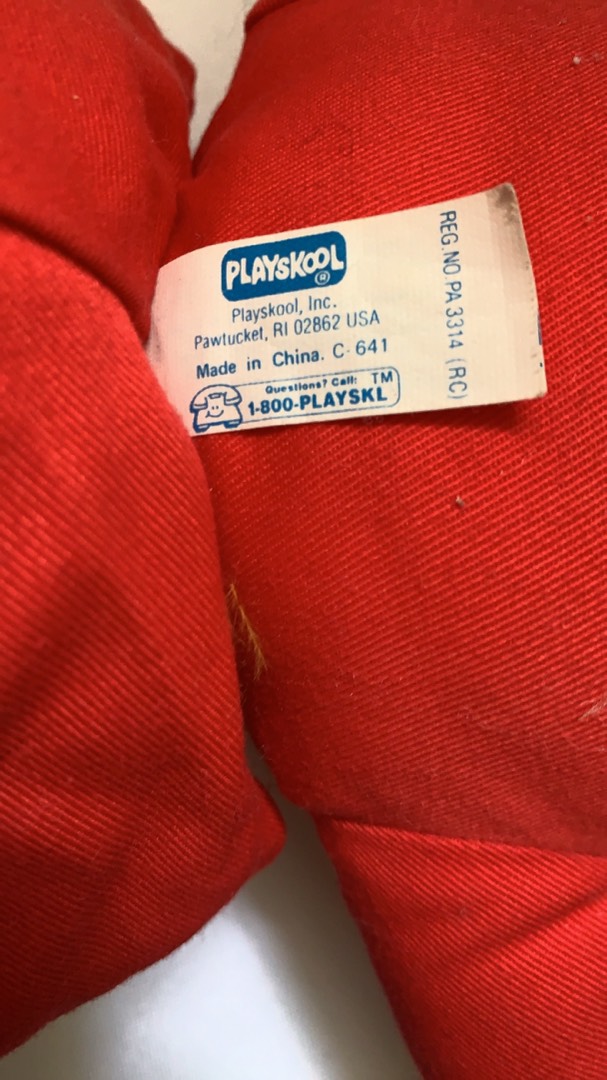 PLAYSKOOL ®
Playskool, Inc.
Pawtucket, RI 02862 USA
Made in China. C-641
Questions? Call: TM
1-800-PLAYSKL
REG.NO.PA 3314 (RC)